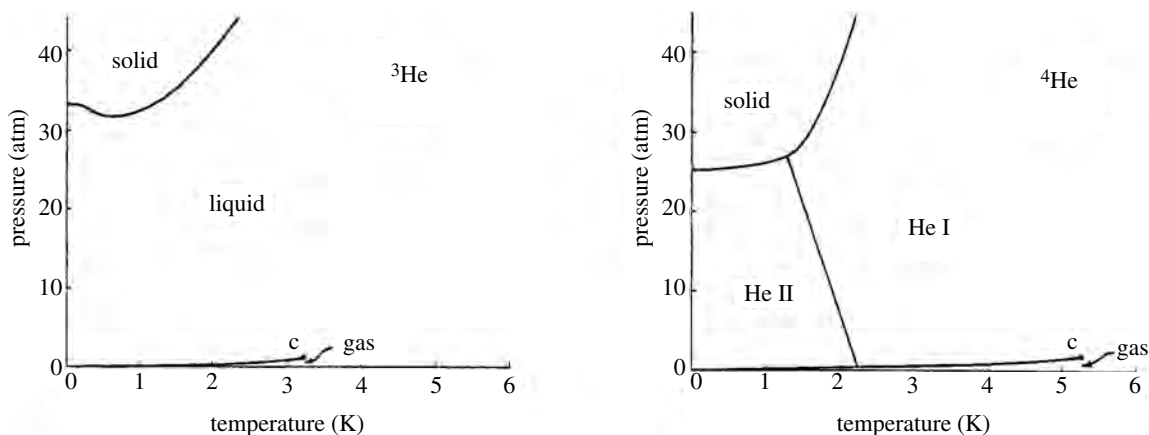 solid
³He
liquid
c
gas
pressure (atm)
40
30
20
10
0
0
1
2
3
4
5
6
temperature (K)
solid
⁴He
He I
He II
c
gas
pressure (atm)
40
30
20
10
0
0
1
2
3
4
5
6
temperature (K)